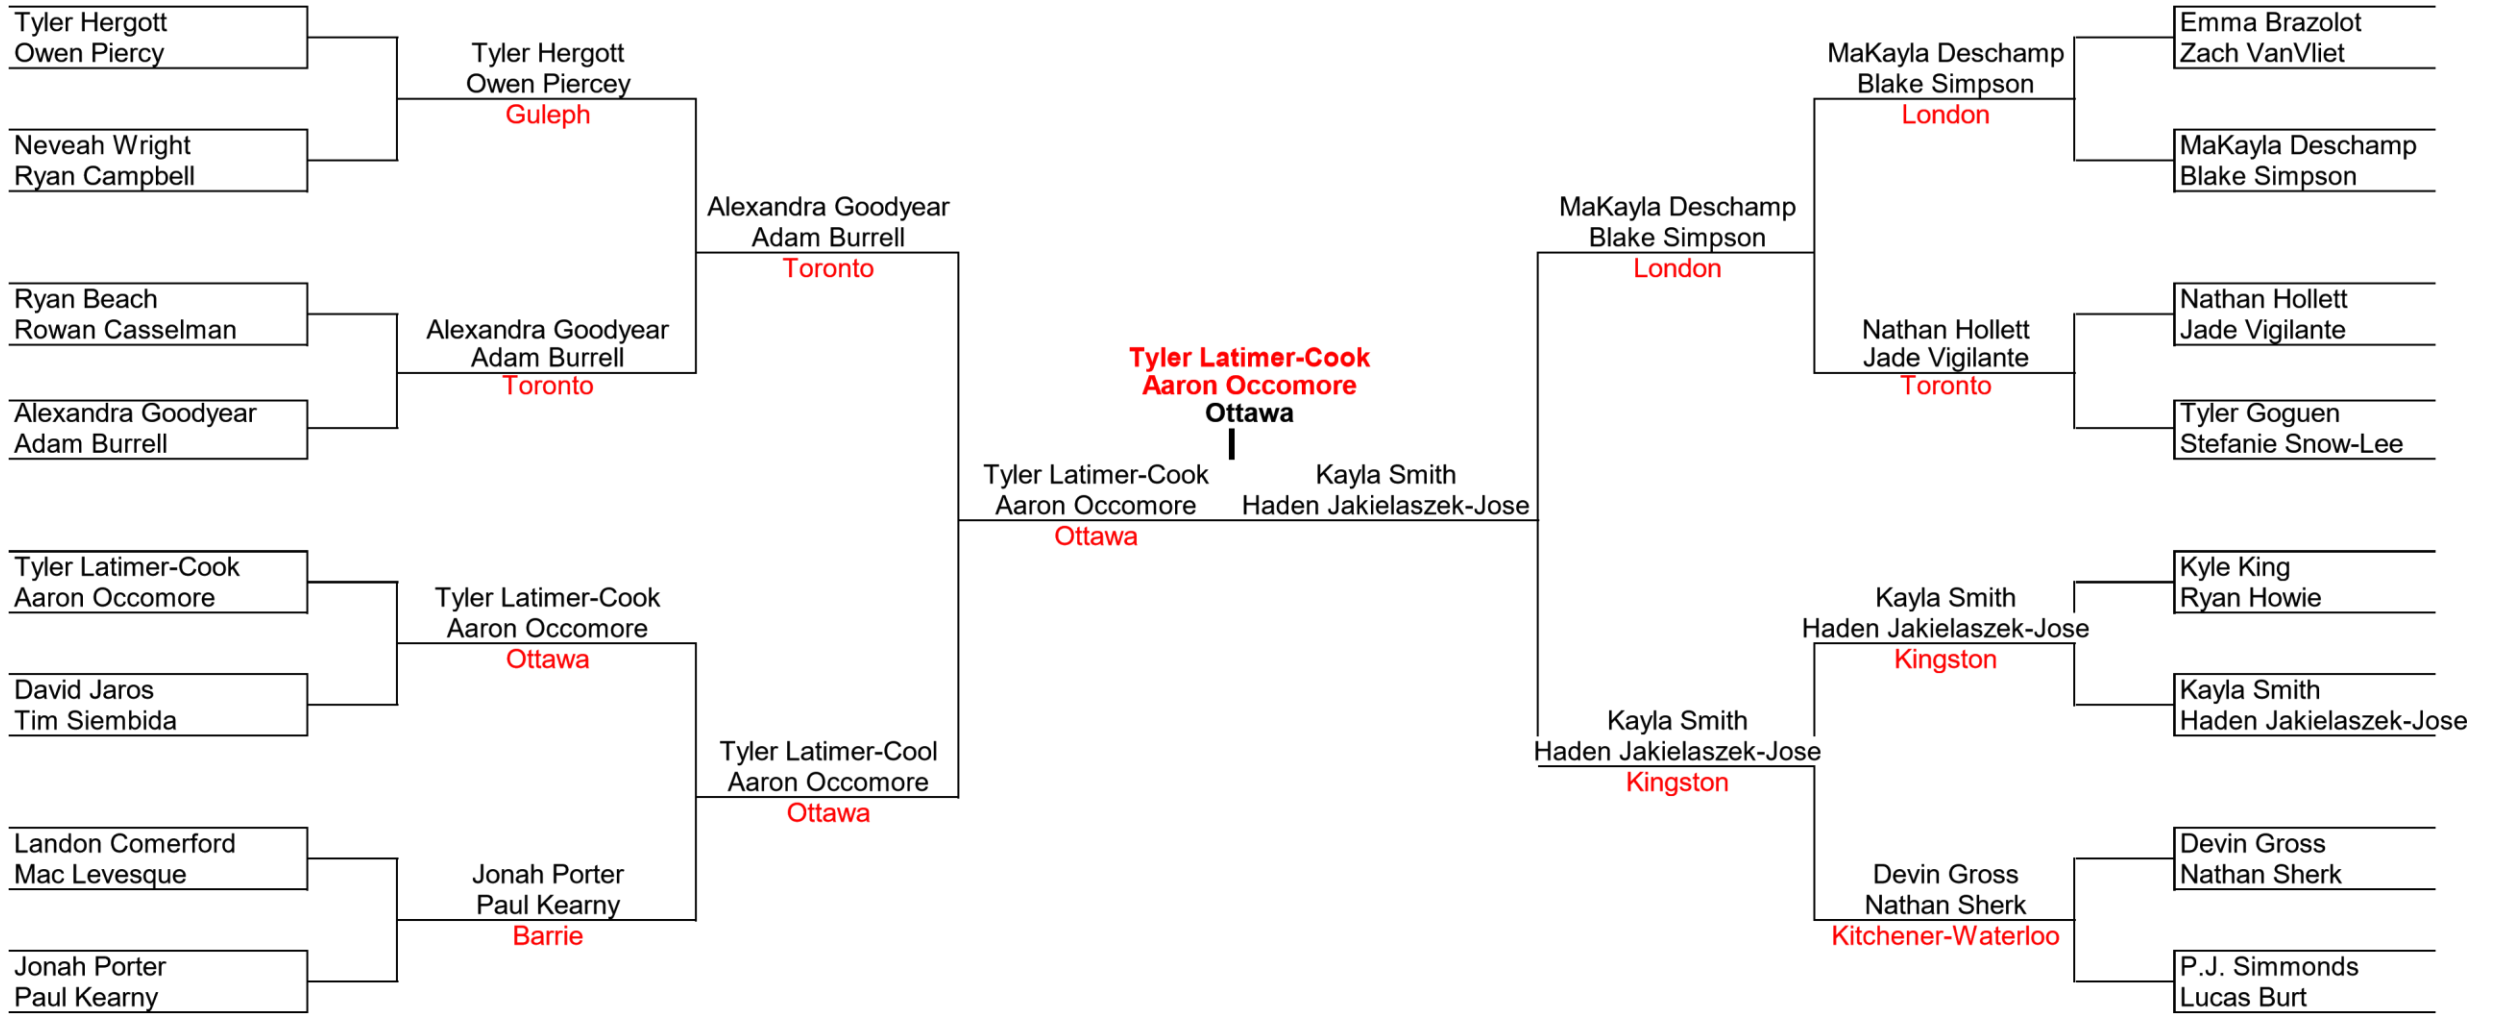 Tyler Hergott
Owen Piercy
Neveah Wright
Ryan Campbell
Ryan Beach
Rowan Casselman
Alexandra Goodyear
Adam Burrell
Tyler Latimer-Cook
Aaron Occomore
David Jaros
Tim Siembida
Landon Comerford
Mac Levesque
Jonah Porter
Paul Kearny
Tyler Hergott
Owen Piercey
Guleph
Alexandra Goodyear
Adam Burrell
Toronto
Tyler Latimer-Cook
Aaron Occomore
Ottawa
Jonah Porter
Paul Kearny
Barrie
Alexandra Goodyear
Adam Burrell
Toronto
Tyler Latimer-Cool
Aaron Occomore
Ottawa
Tyler Latimer-Cook
Aaron Occomore
Ottawa
Tyler Latimer-Cook
Aaron Occomore
Ottawa
Kayla Smith
Haden Jakielaszek-Jose
MaKayla Deschamp
Blake Simpson
London
Kayla Smith
Haden Jakielaszek-Jose
Kingston
MaKayla Deschamp
Blake Simpson
London
Nathan Hollett
Jade Vigilante
Toronto
Kayla Smith
Haden Jakielaszek-Jose
Kingston
Devin Gross
Nathan Sherk
Kitchener-Waterloo
Emma Brazolot
Zach VanVliet
MaKayla Deschamp
Blake Simpson
Nathan Hollett
Jade Vigilante
Tyler Goguen
Stefanie Snow-Lee
Kyle King
Ryan Howie
Kayla Smith
Haden Jakielaszek-Jose
Devin Gross
Nathan Sherk
P.J. Simmonds
Lucas Burt